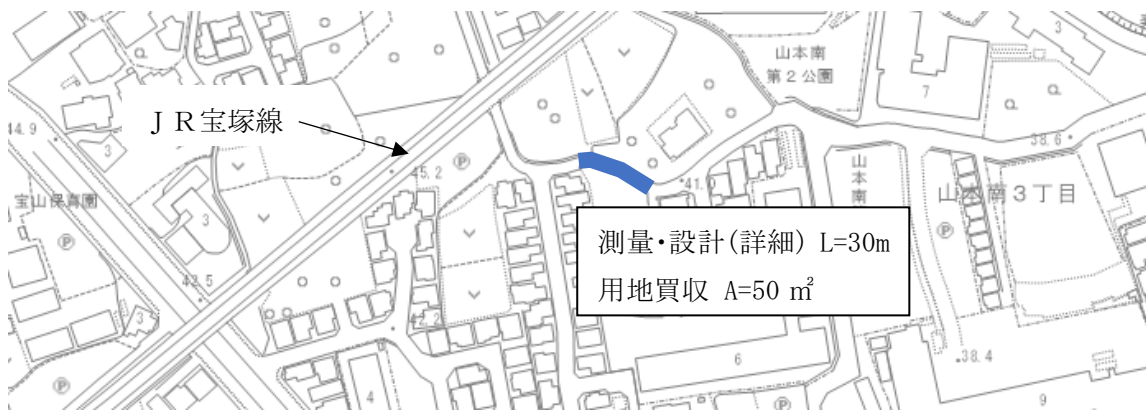 山本南
第2公園
7
3
ＪＲ宝塚線
44.9
3
Ⓟ
45.2
38.6
41.0
山本南
山本南3丁目
宝山保育園
3
測量・設計(詳細) L=30m
用地買収 A=50 ㎡
Ⓟ
Ⓟ
42.5
3
42.2
6
38.4
Ⓟ
4
Ⓟ
9